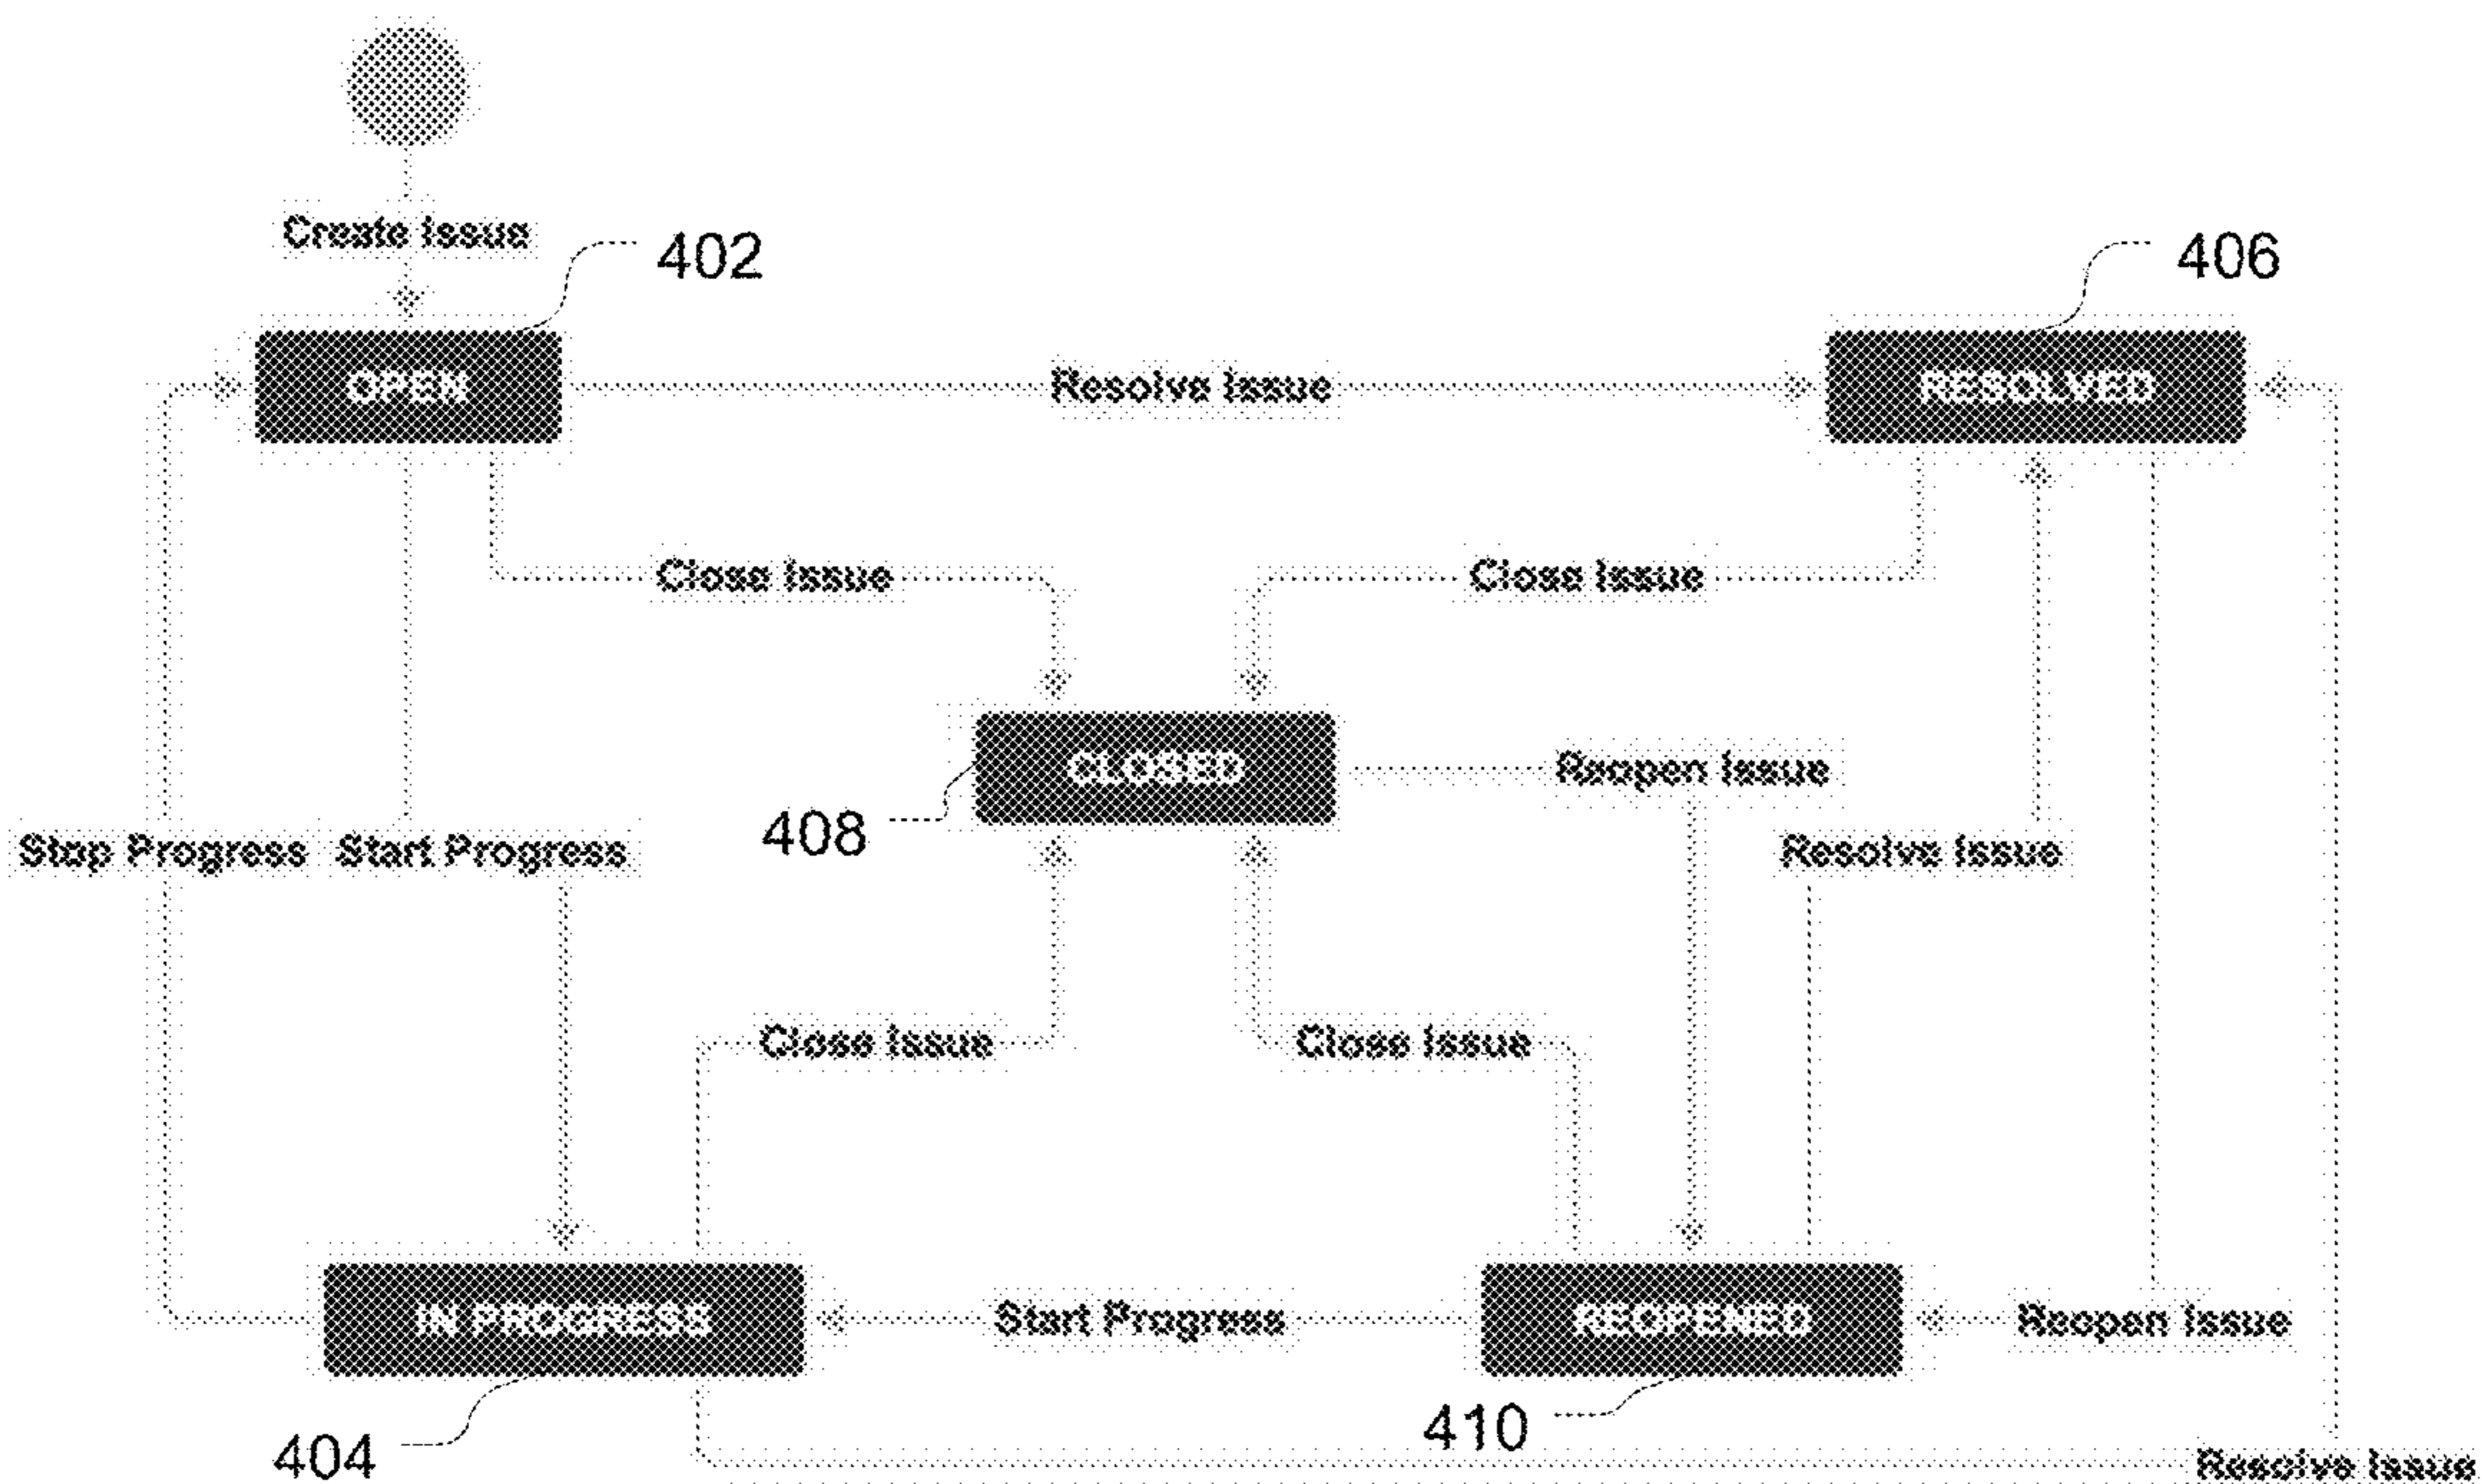 Create Issue
402
406
OPEN
Resolve Issue
RESOLVED
Close Issue
Close Issue
CLOSED
Reopen Issue
408
Stop Progress
Start Progress
Resolve Issue
Close Issue
Close Issue
IN PROGRESS
Start Progress
REOPENED
Reopen Issue
404
410
Resolve Issue